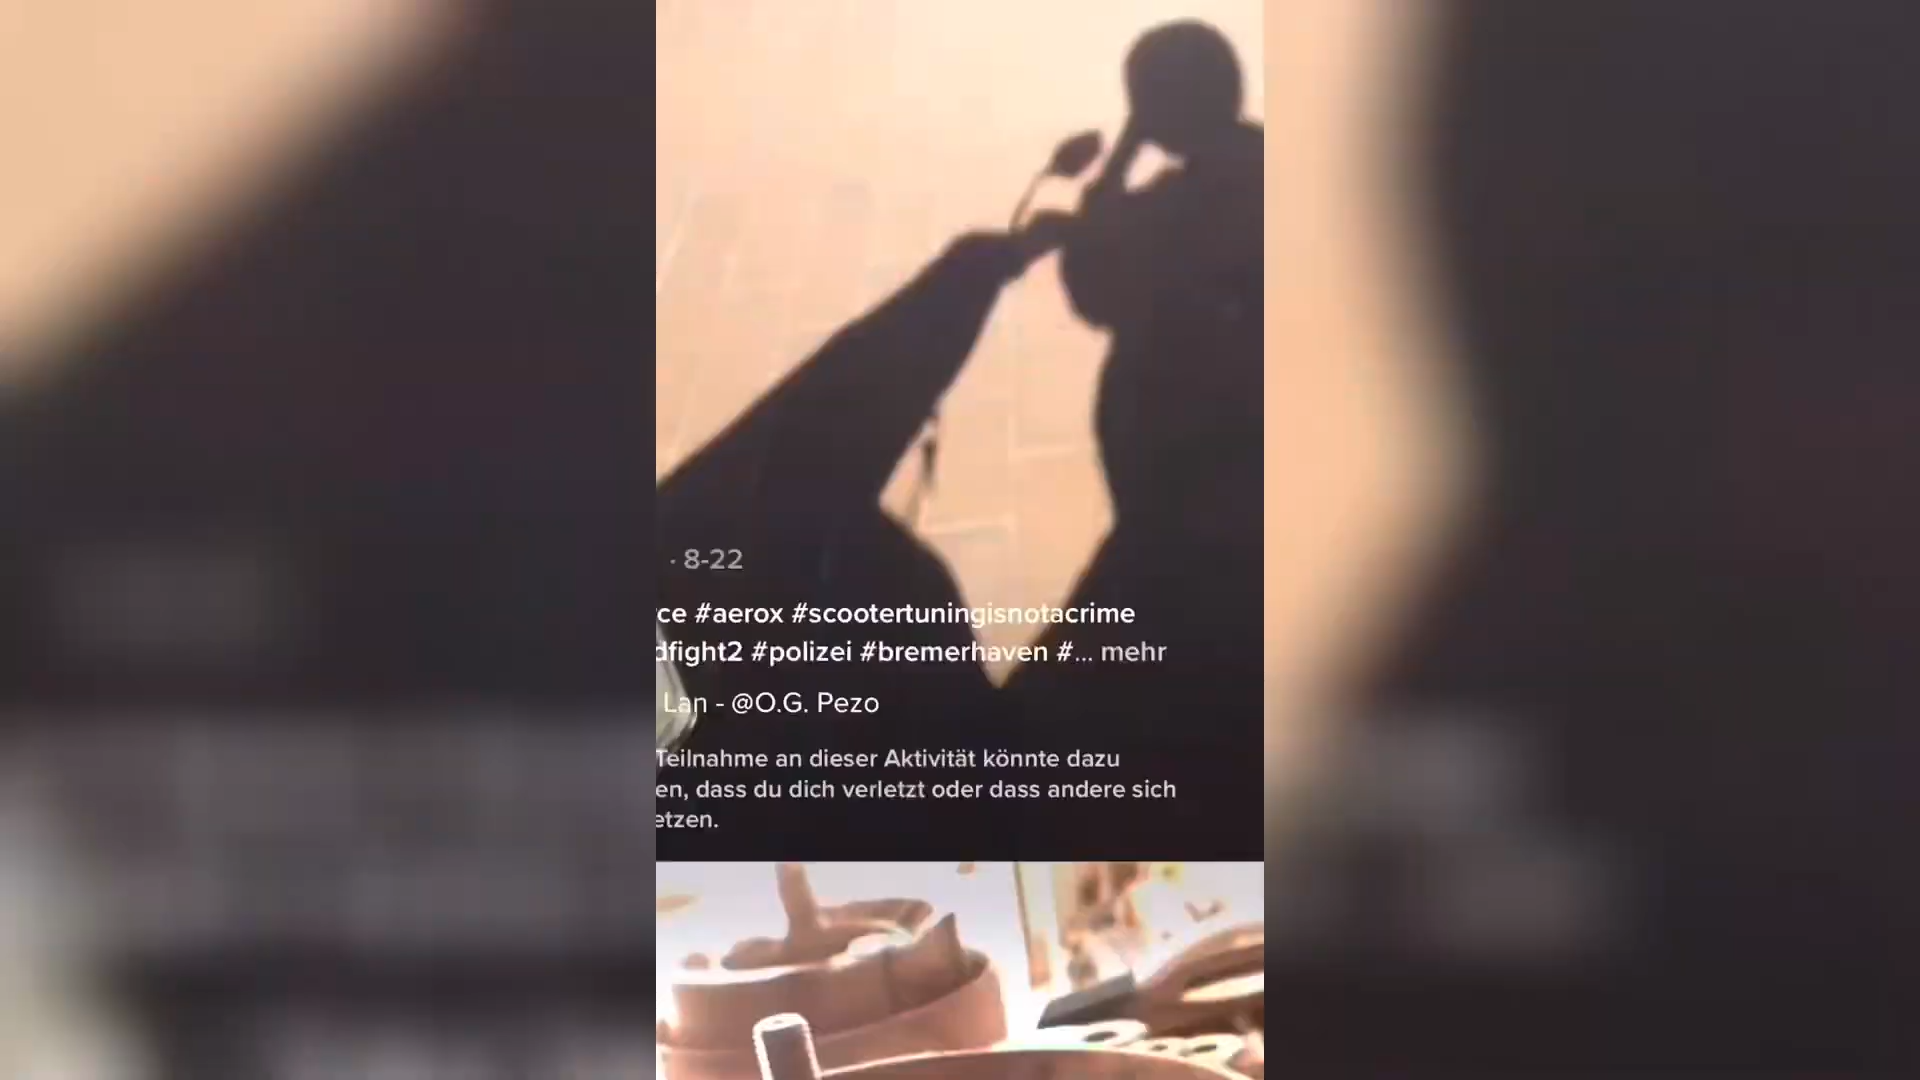 · 8-22
ce #aerox #scootertuningisnotacrime
dfight2 #polizei #bremerhaven #... mehr
Lan - @O.G. Pezo
Teilnahme an dieser Aktivität könnte dazu
en, dass du dich verletzt oder dass andere sich
etzen.